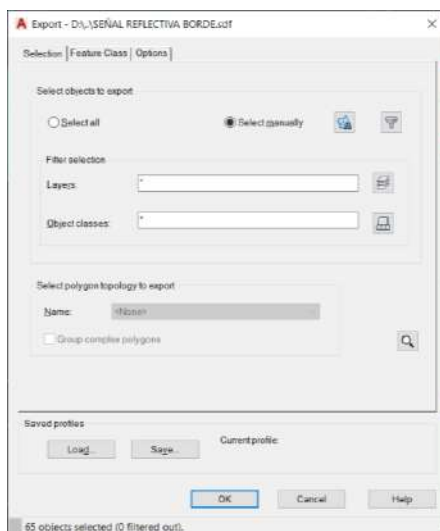 Export - D:\..\SEÑAL REFLECTIVA BORDE.sdf
Selection Feature Class Options
Select objects to export
Select all Select manually
Filter selection
Layers: *
Object classes: *
Select polygon topology to export
Name: <None>
Group complex polygons
Saved profiles
Load... Save... Current profile:
OK Cancel Help
65 objects selected (0 filtered out).